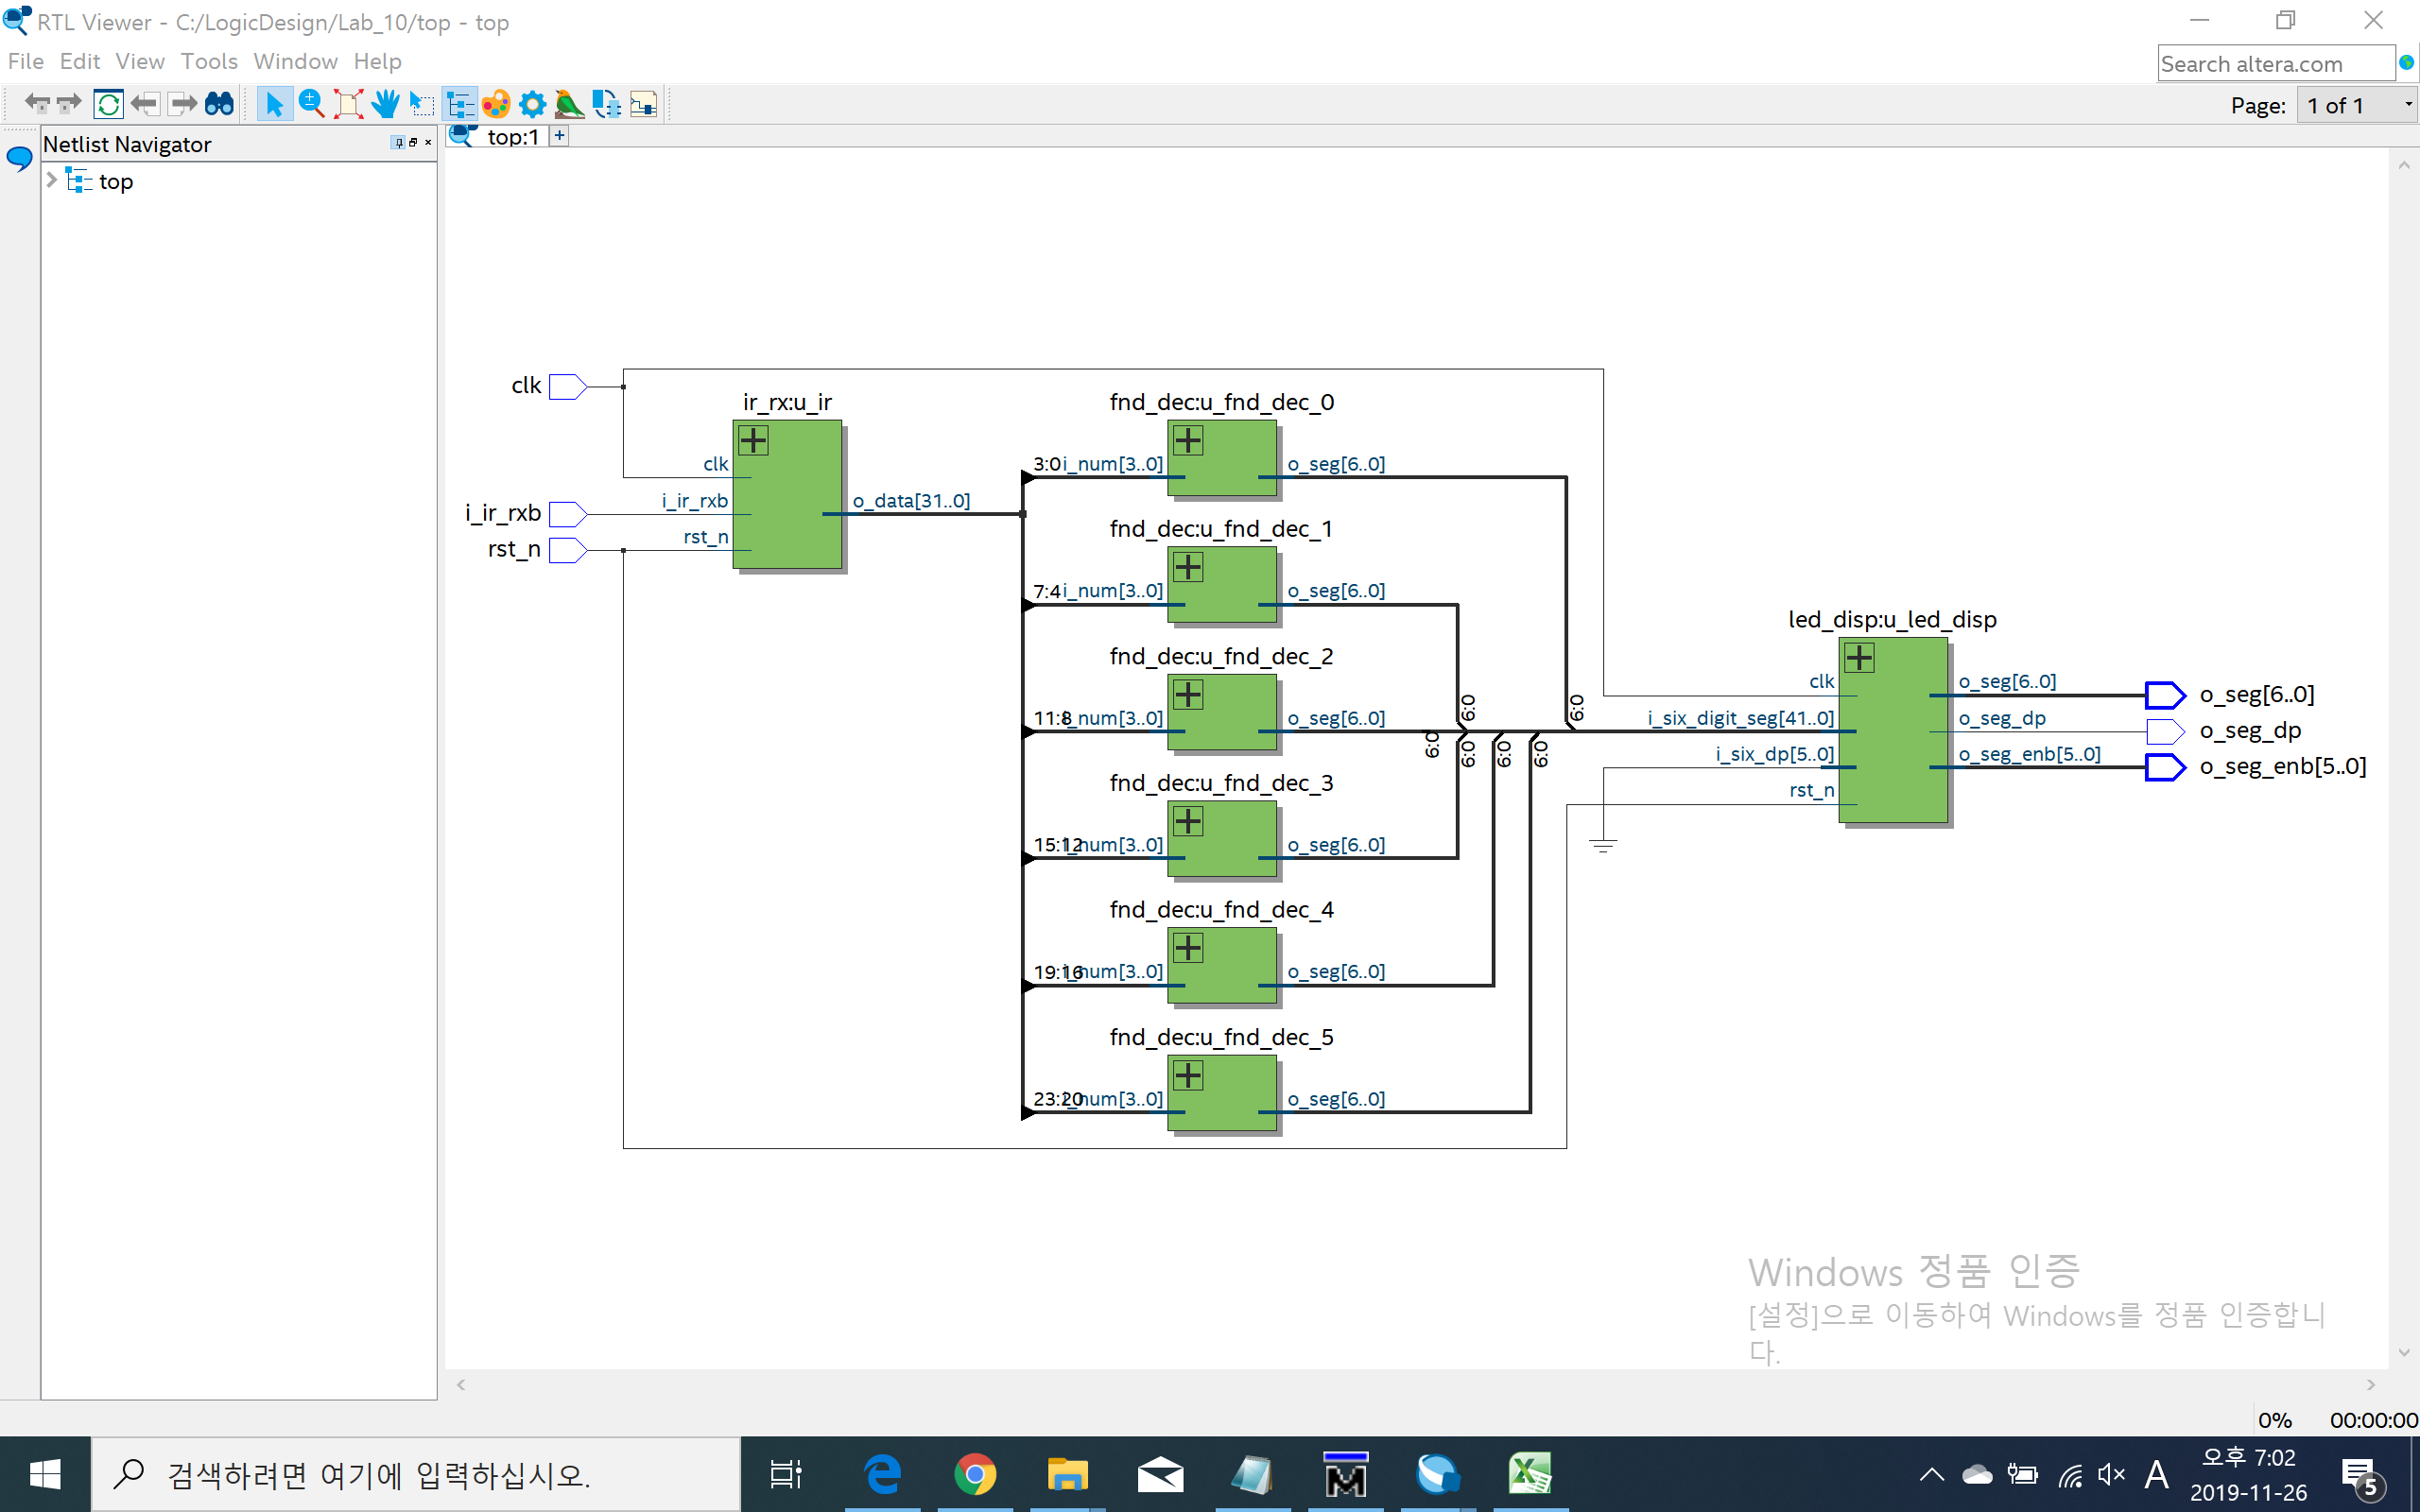 RTL Viewer - C:/LogicDesign/Lab_10/top - top
File Edit View Tools Window Help
Search altera.com
Page: 1 of 1
Netlist Navigator
top:1
top
clk
ir_rx:u_ir
clk
i_ir_rxb
i_ir_rxb
rst_n
rst_n
o_data[31..0]
fnd_dec:u_fnd_dec_0
3:0 i_num[3..0] o_seg[6..0]
fnd_dec:u_fnd_dec_1
7:4 i_num[3..0] o_seg[6..0]
fnd_dec:u_fnd_dec_2
11:8 i_num[3..0] o_seg[6..0]
fnd_dec:u_fnd_dec_3
15:12 i_num[3..0] o_seg[6..0]
fnd_dec:u_fnd_dec_4
19:16 i_num[3..0] o_seg[6..0]
fnd_dec:u_fnd_dec_5
23:20 i_num[3..0] o_seg[6..0]
6:0
6:0
6:0
6:0
6:0
6:0
led_disp:u_led_disp
clk
i_six_digit_seg[41..0]
i_six_dp[5..0]
rst_n
o_seg[6..0]
o_seg_dp
o_seg_enb[5..0]
o_seg[6..0]
o_seg_dp
o_seg_enb[5..0]
Windows 정품 인증
[설정]으로 이동하여 Windows를 정품 인증합니
다.
0% 00:00:00
검색하려면 여기에 입력하십시오.
A
오후 7:02
2019-11-26
5